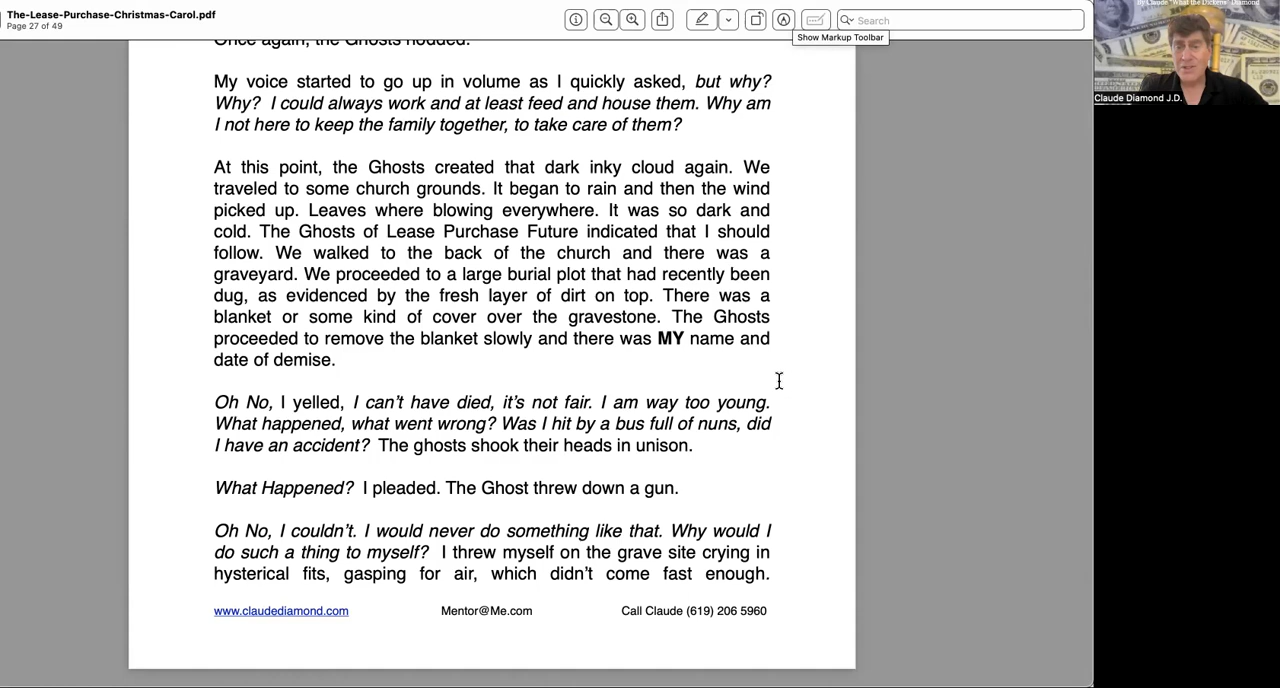 The-Lease-Purchase-Christmas-Carol.pdf
Page 27 of 49
Search
Show Markup Toolbar
By Claude "What the Dickens" Diamond
Claude Diamond J.D.
Once again, the Ghosts nodded.
My voice started to go up in volume as I quickly asked, but why?
Why? I could always work and at least feed and house them. Why am
I not here to keep the family together, to take care of them?
At this point, the Ghosts created that dark inky cloud again. We
traveled to some church grounds. It began to rain and then the wind
picked up. Leaves where blowing everywhere. It was so dark and
cold. The Ghosts of Lease Purchase Future indicated that I should
follow. We walked to the back of the church and there was a
graveyard. We proceeded to a large burial plot that had recently been
dug, as evidenced by the fresh layer of dirt on top. There was a
blanket or some kind of cover over the gravestone. The Ghosts
proceeded to remove the blanket slowly and there was MY name and
date of demise.
Oh No, I yelled, I can't have died, it's not fair. I am way too young.
What happened, what went wrong? Was I hit by a bus full of nuns, did
I have an accident? The ghosts shook their heads in unison.
What Happened? I pleaded. The Ghost threw down a gun.
Oh No, I couldn't. I would never do something like that. Why would I
do such a thing to myself? I threw myself on the grave site crying in
hysterical fits, gasping for air, which didn't come fast enough.
www.claudediamond.com Mentor@Me.com Call Claude (619) 206 5960